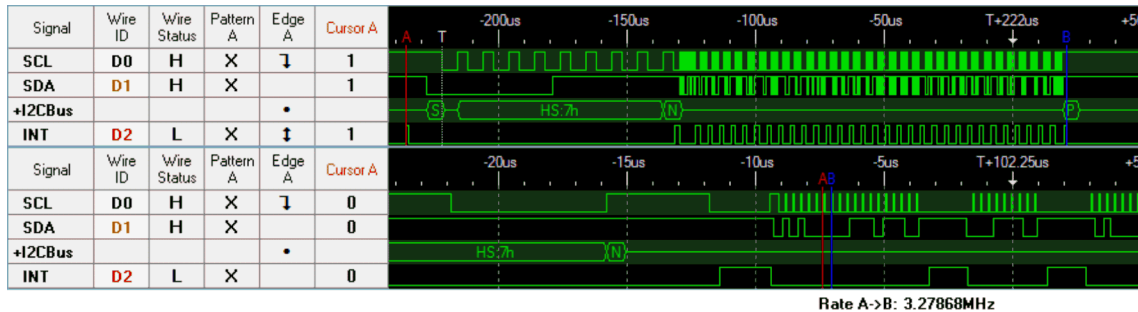 Signal Wire ID Wire Status Pattern A Edge A Cursor A -200us -150us -100us -50us T+222us +5
A T B
SCL D0 H X 1
SDA D1 H X 1
+I2CBus S HS:7h N P
INT D2 L X 1
Signal Wire ID Wire Status Pattern A Edge A Cursor A -20us -15us -10us -5us T+102.25us +5
A B
SCL D0 H X 0
SDA D1 H X 0
+I2CBus HS:7h N
INT D2 L X 0
Rate A->B: 3.27868MHz